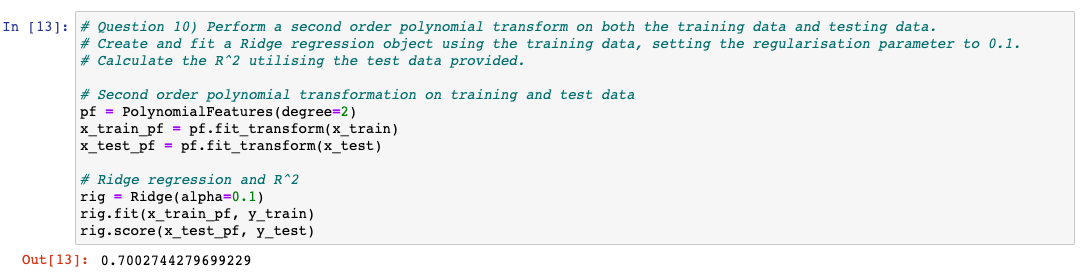 In [13]: # Question 10) Perform a second order polynomial transform on both the training data and testing data.
# Create and fit a Ridge regression object using the training data, setting the regularisation parameter to 0.1.
# Calculate the R^2 utilising the test data provided.
# Second order polynomial transformation on training and test data
pf = PolynomialFeatures(degree=2)
x_train_pf = pf.fit_transform(x_train)
x_test_pf = pf.fit_transform(x_test)
# Ridge regression and R^2
rig = Ridge(alpha=0.1)
rig.fit(x_train_pf, y_train)
rig.score(x_test_pf, y_test)
Out[13]: 0.7002744279699229